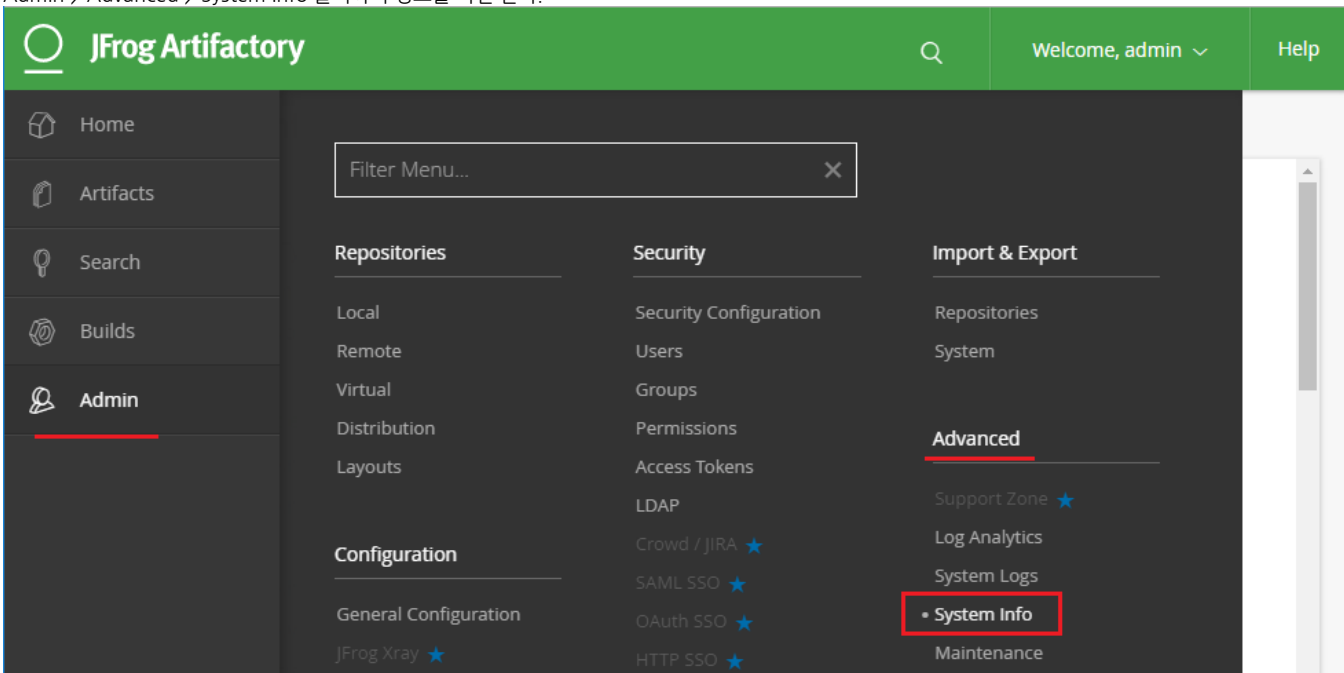 JFrog Artifactory
Welcome, admin
Help
Home
Artifacts
Search
Builds
Admin
Filter Menu...
Repositories
Local
Remote
Virtual
Distribution
Layouts
Configuration
General Configuration
JFrog Xray
Security
Security Configuration
Users
Groups
Permissions
Access Tokens
LDAP
Crowd / JIRA
SAML SSO
OAuth SSO
HTTP SSO
Import & Export
Repositories
System
Advanced
Support Zone
Log Analytics
System Logs
• System Info
Maintenance